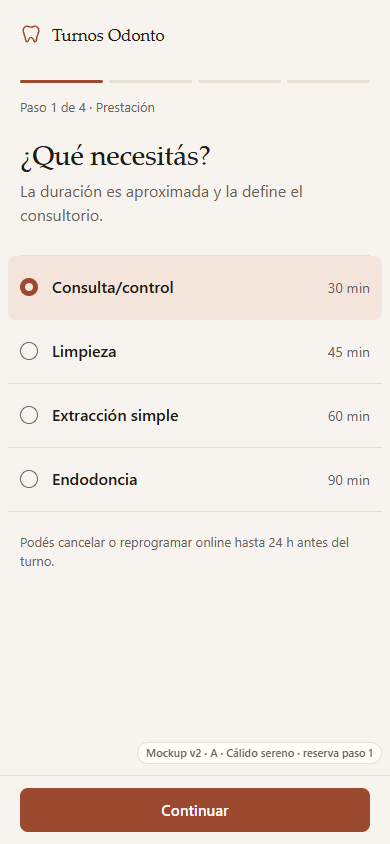 Turnos Odonto
Paso 1 de 4 · Prestación
¿Qué necesitás?
La duración es aproximada y la define el
consultorio.
Consulta/control 30 min
Limpieza 45 min
Extracción simple 60 min
Endodoncia 90 min
Podés cancelar o reprogramar online hasta 24 h antes del
turno.
Mockup v2 · A · Cálido sereno · reserva paso 1
Continuar